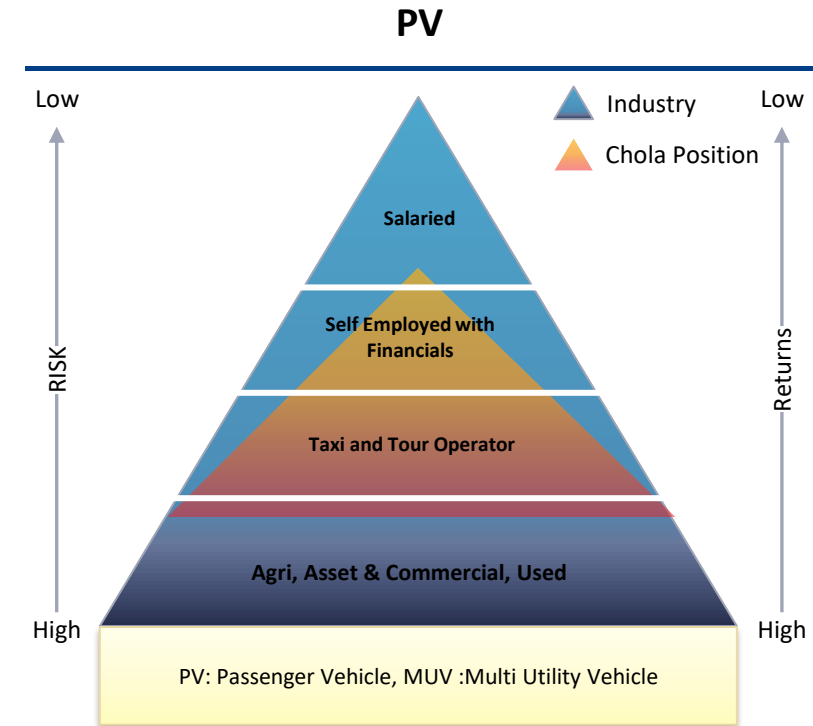 PV
Low
Industry
Low
Chola Position
Salaried
Self Employed with
Financials
RISK
Returns
Taxi and Tour Operator
Agri, Asset & Commercial, Used
High
High
PV: Passenger Vehicle, MUV :Multi Utility Vehicle